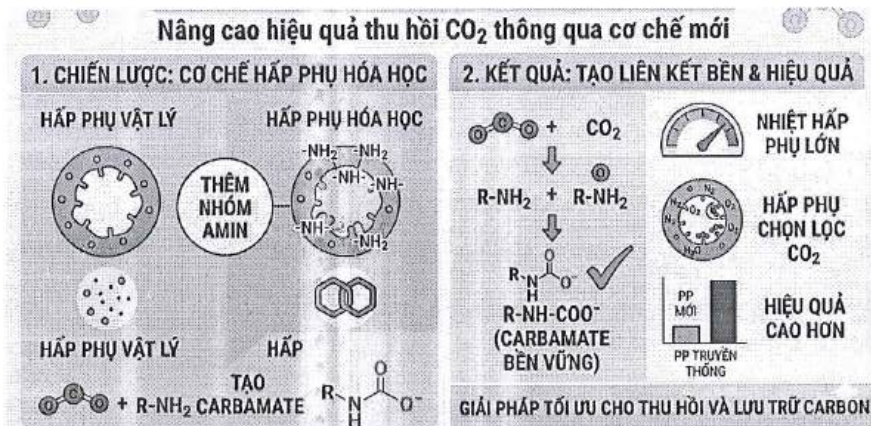 Nâng cao hiệu quả thu hồi CO₂ thông qua cơ chế mới
1. CHIẾN LƯỢC: CƠ CHẾ HẤP PHỤ HÓA HỌC
HẤP PHỤ VẬT LÝ
HẤP PHỤ HÓA HỌC
THÊM
NHÓM
AMIN
-NH₂
-NH₂
-NH-
-NH-
-NH-
-NH₂
HẤP PHỤ VẬT LÝ
HẤP
O C O + R-NH₂
TẠO
CARBAMATE
R N H O O⁻
2. KẾT QUẢ: TẠO LIÊN KẾT BỀN & HIỆU QUẢ
O C O + CO₂
R-NH₂ + R-NH₂
O
R N H O O⁻
R-NH-COO⁻
(CARBAMATE
BỀN VỮNG)
NHIỆT HẤP
PHỤ LỚN
HẤP PHỤ
CHỌN LỌC
CO₂
PP
MỚI
PP TRUYỀN
THỐNG
HIỆU QUẢ
CAO HƠN
GIẢI PHÁP TỐI ƯU CHO THU HỒI VÀ LƯU TRỮ CARBON